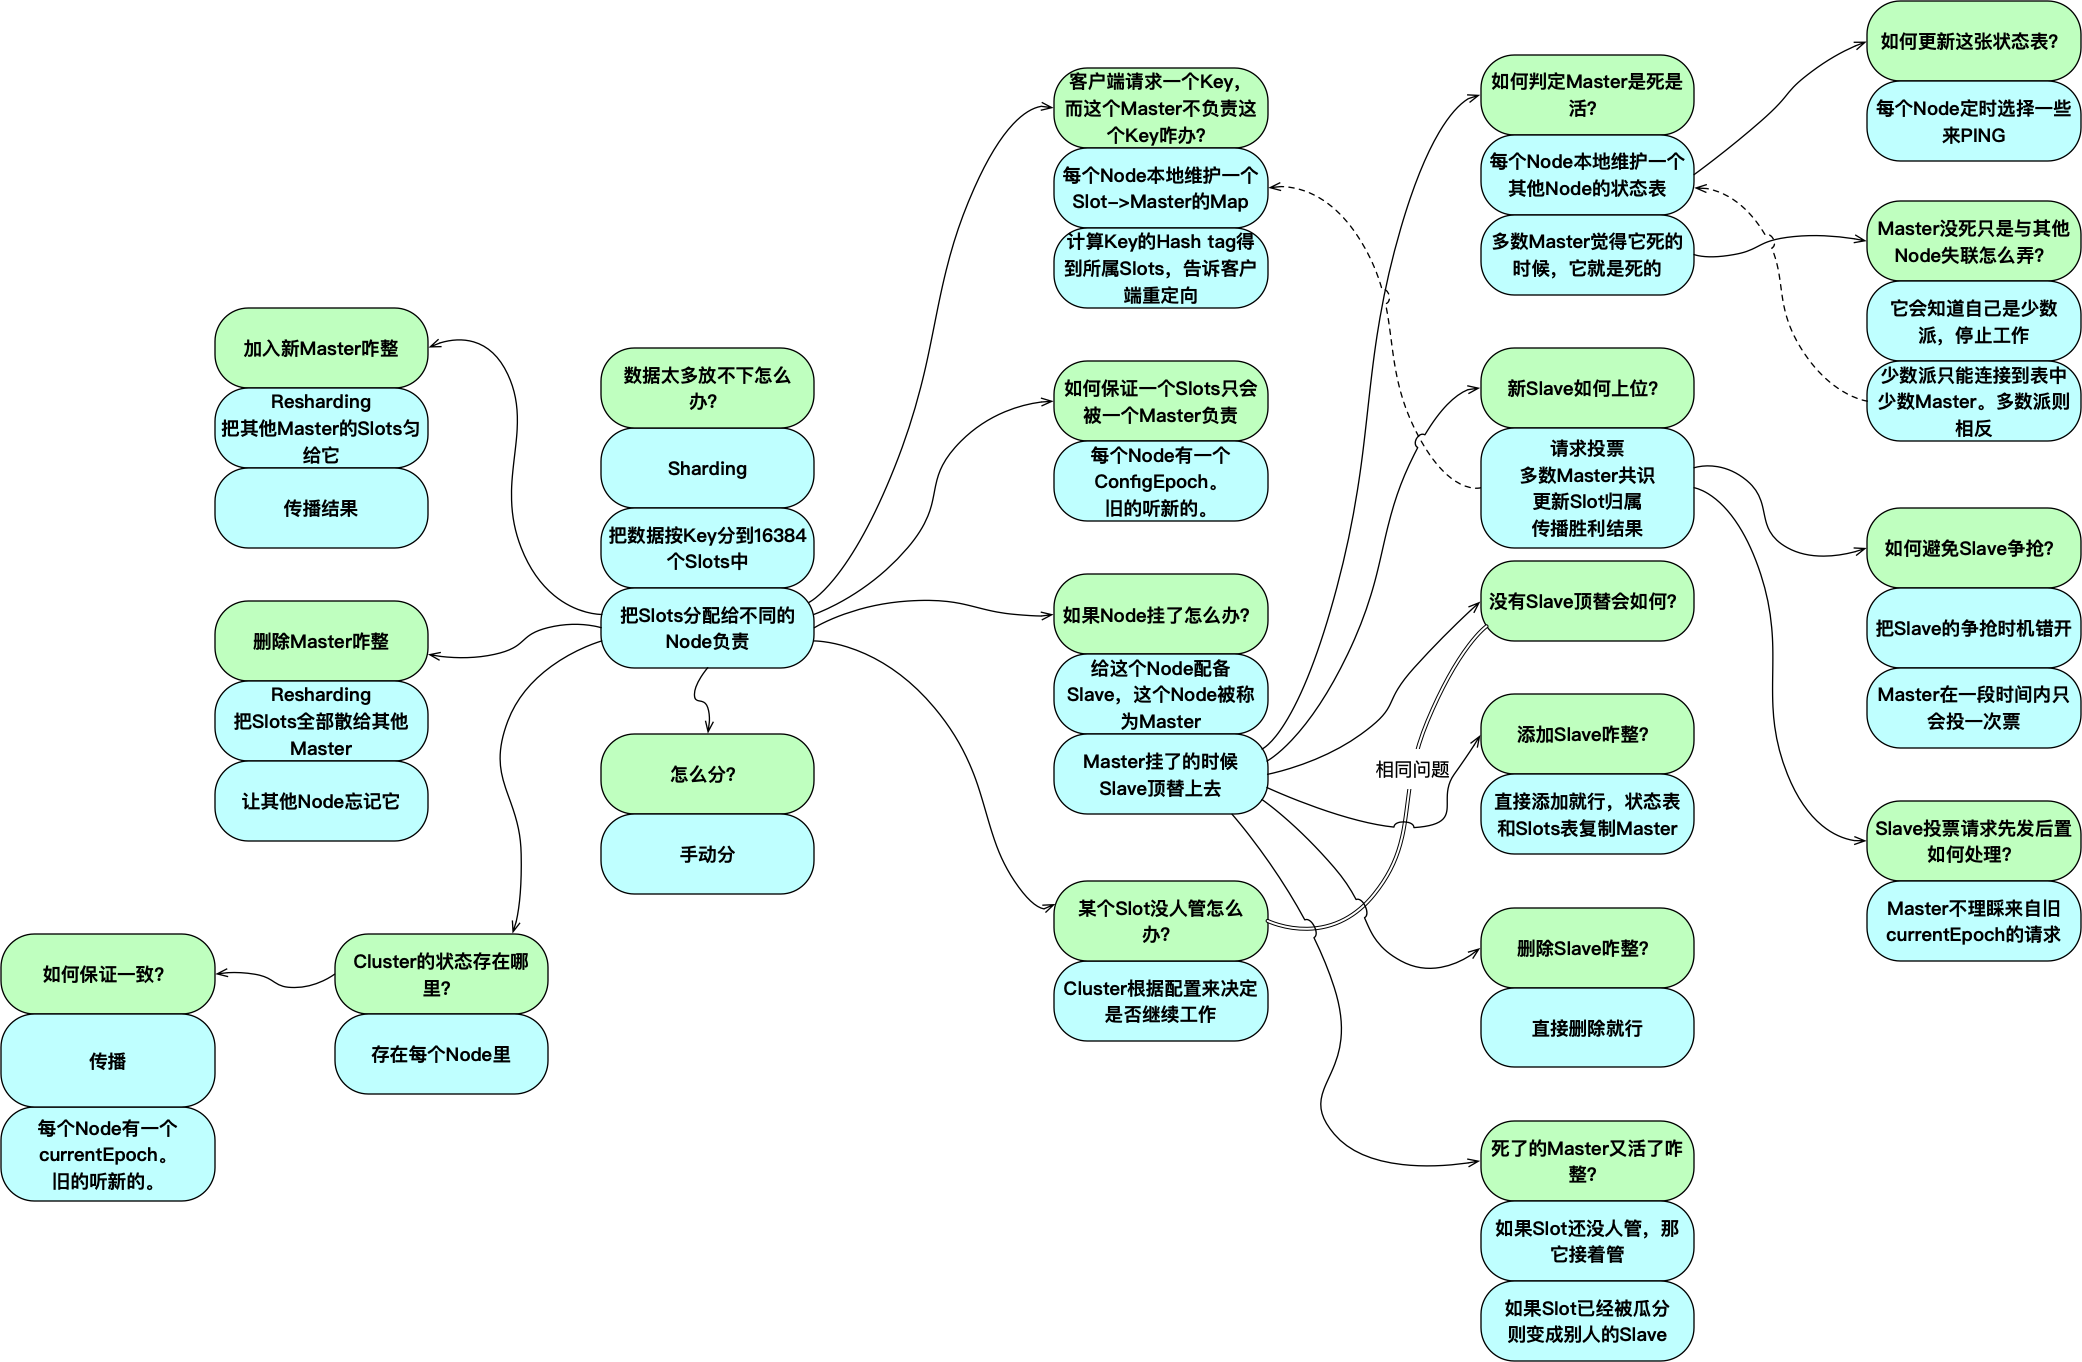 如何更新这张状态表？
每个Node定时选择一些
来PING
Master没死只是与其他
Node失联怎么弄？
它会知道自己是少数
派，停止工作
少数派只能连接到表中
少数Master。多数派则
相反
如何避免Slave争抢？
把Slave的争抢时机错开
Master在一段时间内只
会投一次票
Slave投票请求先发后置
如何处理？
Master不理睬来自旧
currentEpoch的请求
如何判定Master是死是
活？
每个Node本地维护一个
其他Node的状态表
多数Master觉得它死的
时候，它就是死的
新Slave如何上位？
请求投票
多数Master共识
更新Slot归属
传播胜利结果
没有Slave顶替会如何？
添加Slave咋整？
直接添加就行，状态表
和Slots表复制Master
删除Slave咋整？
直接删除就行
死了的Master又活了咋
整？
如果Slot还没人管，那
它接着管
如果Slot已经被瓜分
则变成别人的Slave
相同问题
客户端请求一个Key，
而这个Master不负责这
个Key咋办？
每个Node本地维护一个
Slot->Master的Map
计算Key的Hash tag得
到所属Slots，告诉客户
端重定向
如何保证一个Slots只会
被一个Master负责
每个Node有一个
ConfigEpoch。
旧的听新的。
如果Node挂了怎么办？
给这个Node配备
Slave，这个Node被称
为Master
Master挂了的时候
Slave顶替上去
某个Slot没人管怎么
办？
Cluster根据配置来决定
是否继续工作
数据太多放不下怎么
办？
Sharding
把数据按Key分到16384
个Slots中
把Slots分配给不同的
Node负责
怎么分？
手动分
加入新Master咋整
Resharding
把其他Master的Slots匀
给它
传播结果
删除Master咋整
Resharding
把Slots全部散给其他
Master
让其他Node忘记它
Cluster的状态存在哪
里？
存在每个Node里
如何保证一致？
传播
每个Node有一个
currentEpoch。
旧的听新的。